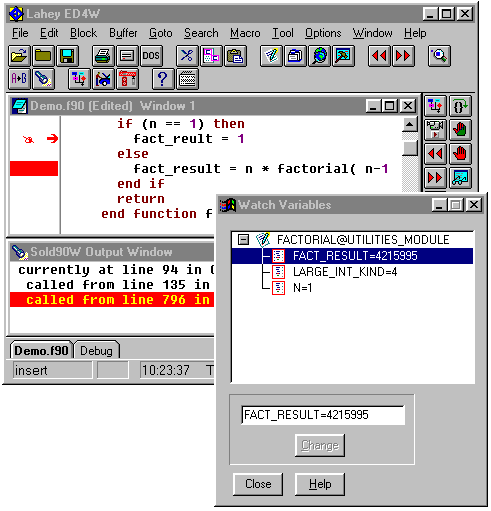 Lahey ED4W
File Edit Block Goto Search Macro Tool Options Window Help
DOS
A▸B
Demo.f90 (Edited) Window 1
if (n == 1) then
fact_reult = 1
else
fact_result = n * factorial( n-1
end if
return
end function f
Sold90W Output Window
currently at line 94 in
called from line 135 in
called from line 796 in
Demo.f90 Debug
insert 10:23:37 T
Watch Variables
FACTORIAL@UTILITIES_MODULE
FACT_RESULT=4215995
LARGE_INT_KIND=4
N=1
FACT_RESULT=4215995
Change
Close Help